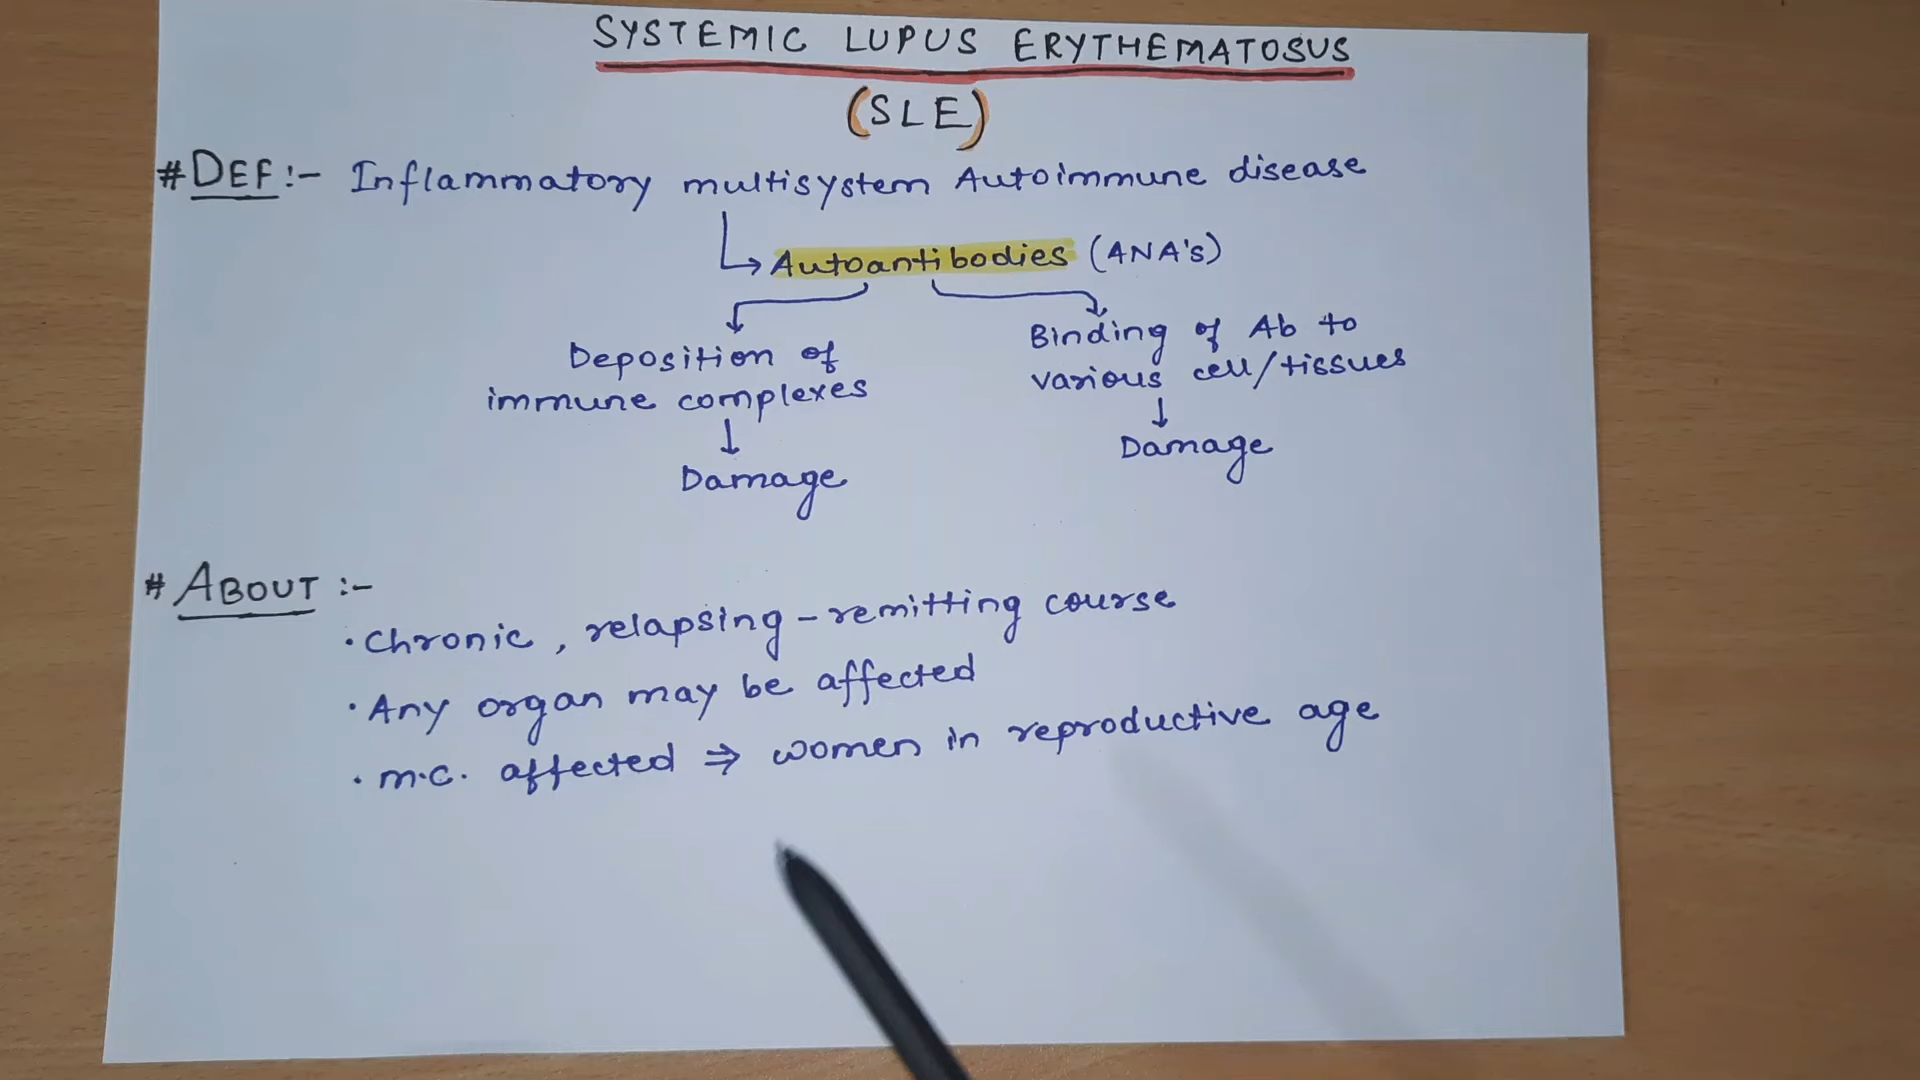 SYSTEMIC LUPUS ERYTHEMATOSUS
(SLE)
#DEF:- Inflammatory multisystem Autoimmune disease
↳ Autoantibodies (ANA's)
Deposition of
immune complexes
↓
Damage
Binding of Ab to
various cell/tissues
↓
Damage
# ABOUT :-
· Chronic, relapsing-remitting course
· Any organ may be affected
· m.c. affected ⇒ women in reproductive age